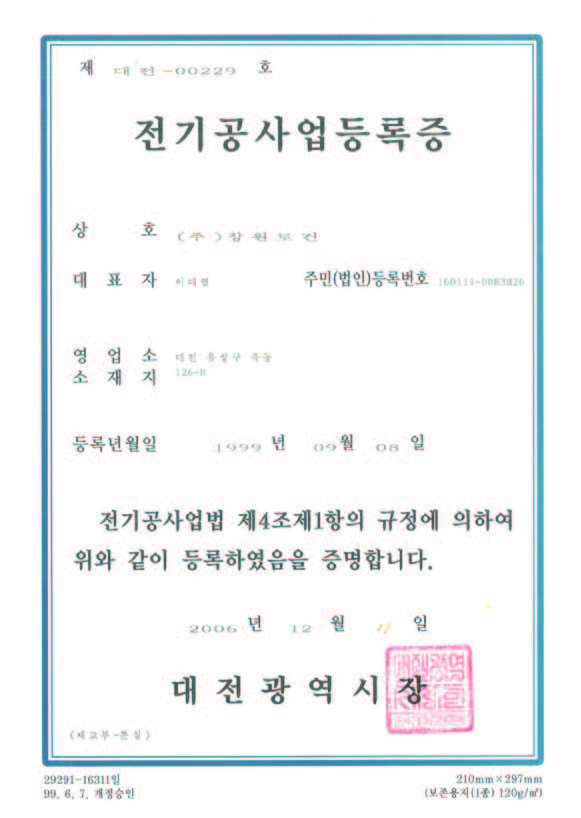 제 대전-00229 호
전기공사업등록증
상 호 (주)창원토건
대 표 자 이대영 주민(법인)등록번호 160111-0083826
영 업 소 대전 유성구
소 재 지 126-8
등록년월일 1999 년 09 월 08 일
전기공사업법 제4조제1항의 규정에 의하여
위와 같이 등록하였음을 증명합니다.
2006 년 12 월 11 일
대전광역시장
(재교부-분실)
29291-16311일 210mm×297mm
99. 6. 7. 개정승인 (보존용지(1종) 120g/㎡)